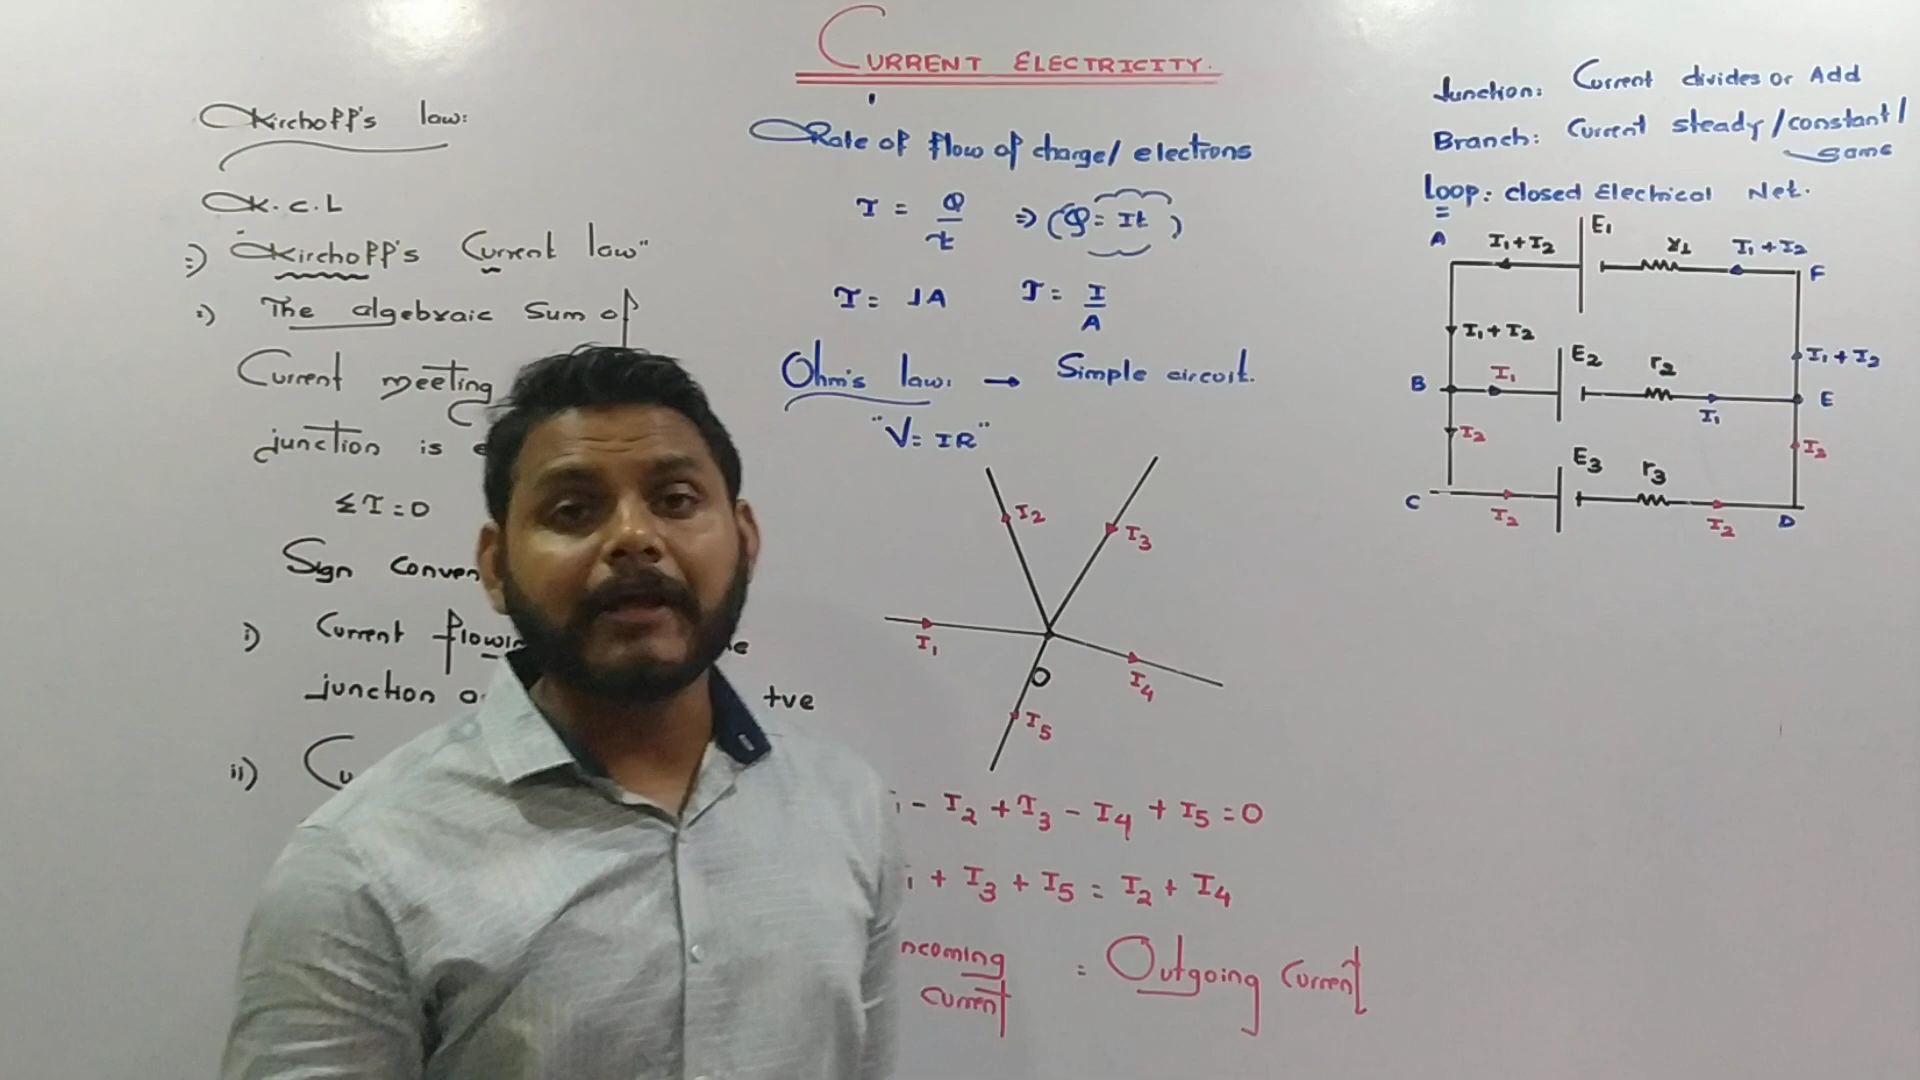 CURRENT ELECTRICITY.
Kirchoff's law:
K.C.L
:) Kirchoff's Current law"
:) The algebraic sum of
Current meeting
junction is
ΣI=0
Sign conven
i) Current flowin
junction o +ve
ii) Cu
Rate of flow of charge/ electrons
I = Q/t ⇒ (Q= It)
I = 1A J = I/A
Ohm's law: → Simple circuit.
"V= IR"
I2
I3
I1
O
I4
I5
- I2 + I3 - I4 + I5 = 0
+ I3 + I5 = I2 + I4
ncoming = Outgoing Current
current
Junction: Current divides or Add
Branch: Current steady/constant/
same
Loop: closed Electrical Net.
A I1+I2 E1 r1 I1+I2 F
I1+I2
I1+I2
B I1 E2 r2 I1 E
I2
I2
C I2 E3 r3 I2 D